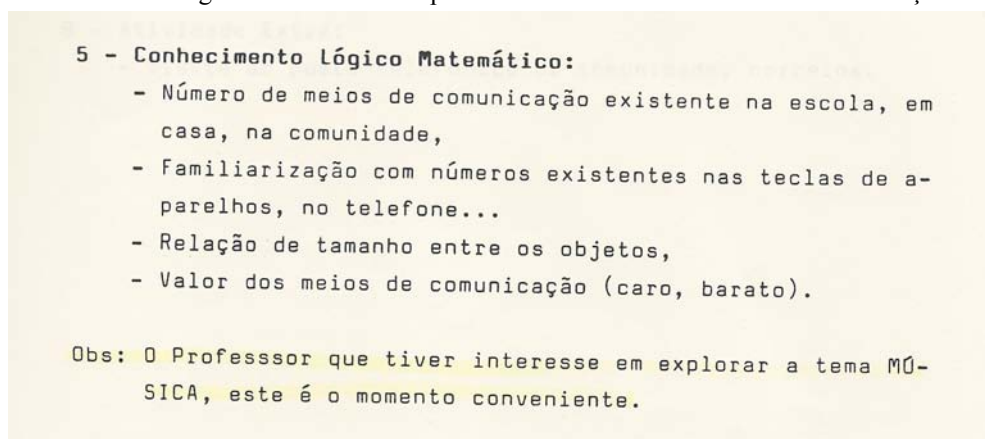 5 - Conhecimento Lógico Matemático:
- Número de meios de comunicação existente na escola, em
casa, na comunidade,
- Familiarização com números existentes nas teclas de a-
parelhos, no telefone...
- Relação de tamanho entre os objetos,
- Valor dos meios de comunicação (caro, barato).
Obs: O Professsor que tiver interesse em explorar a tema MÚ-
SICA, este é o momento conveniente.